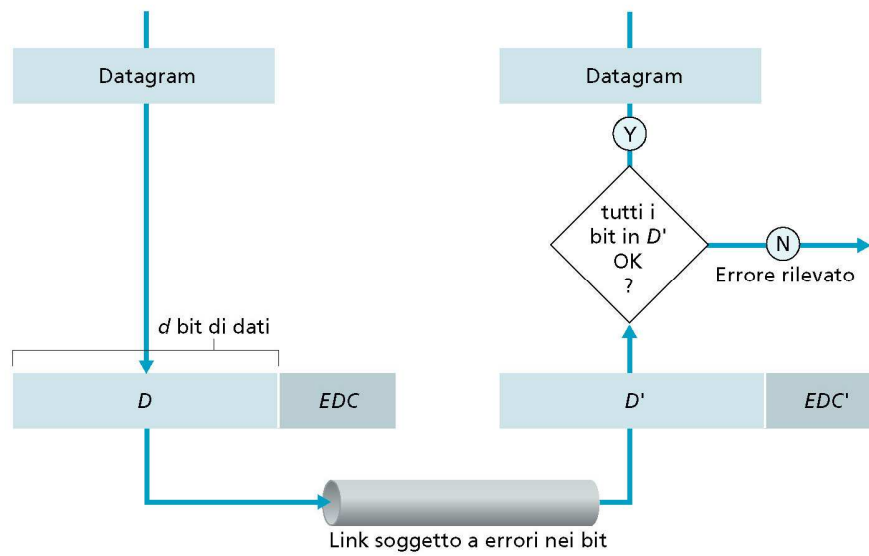 Datagram
Datagram
Y
tutti i
bit in D'
OK
?
N
Errore rilevato
d bit di dati
D
EDC
D'
EDC'
Link soggetto a errori nei bit